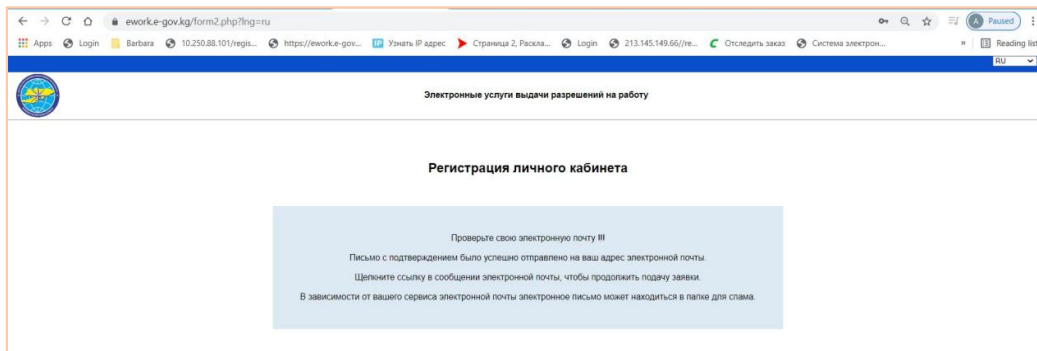 ework.e-gov.kg/form2.php?lng=ru
Paused
Apps Login Barbara 10.250.88.101/regis... https://ework.e-gov... IP Узнать IP адрес Страница 2, Раскла... Login 213.145.149.66//re... Отследить заказ Система электрон... » Reading list
RU
Электронные услуги выдачи разрешений на работу
Регистрация личного кабинета
Проверьте свою электронную почту !!!
Письмо с подтверждением было успешно отправлено на ваш адрес электронной почты.
Щелкните ссылку в сообщении электронной почты, чтобы продолжить подачу заявки.
В зависимости от вашего сервиса электронной почты электронное письмо может находиться в папке для спама.